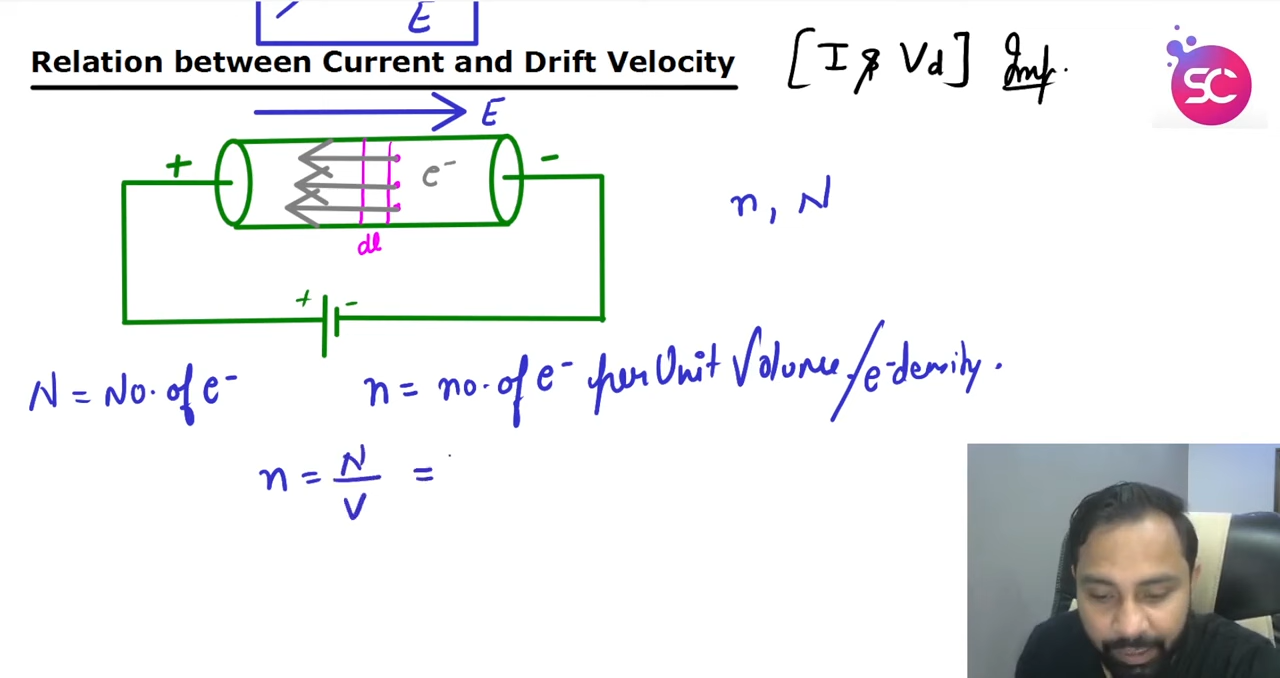 E
Relation between Current and Drift Velocity [I & Vd] Imp.
SC
E
+ -
e-
n, N
dl
+ -
N = No. of e- n = no. of e- per Unit Volume/e-density.
n = N/V =